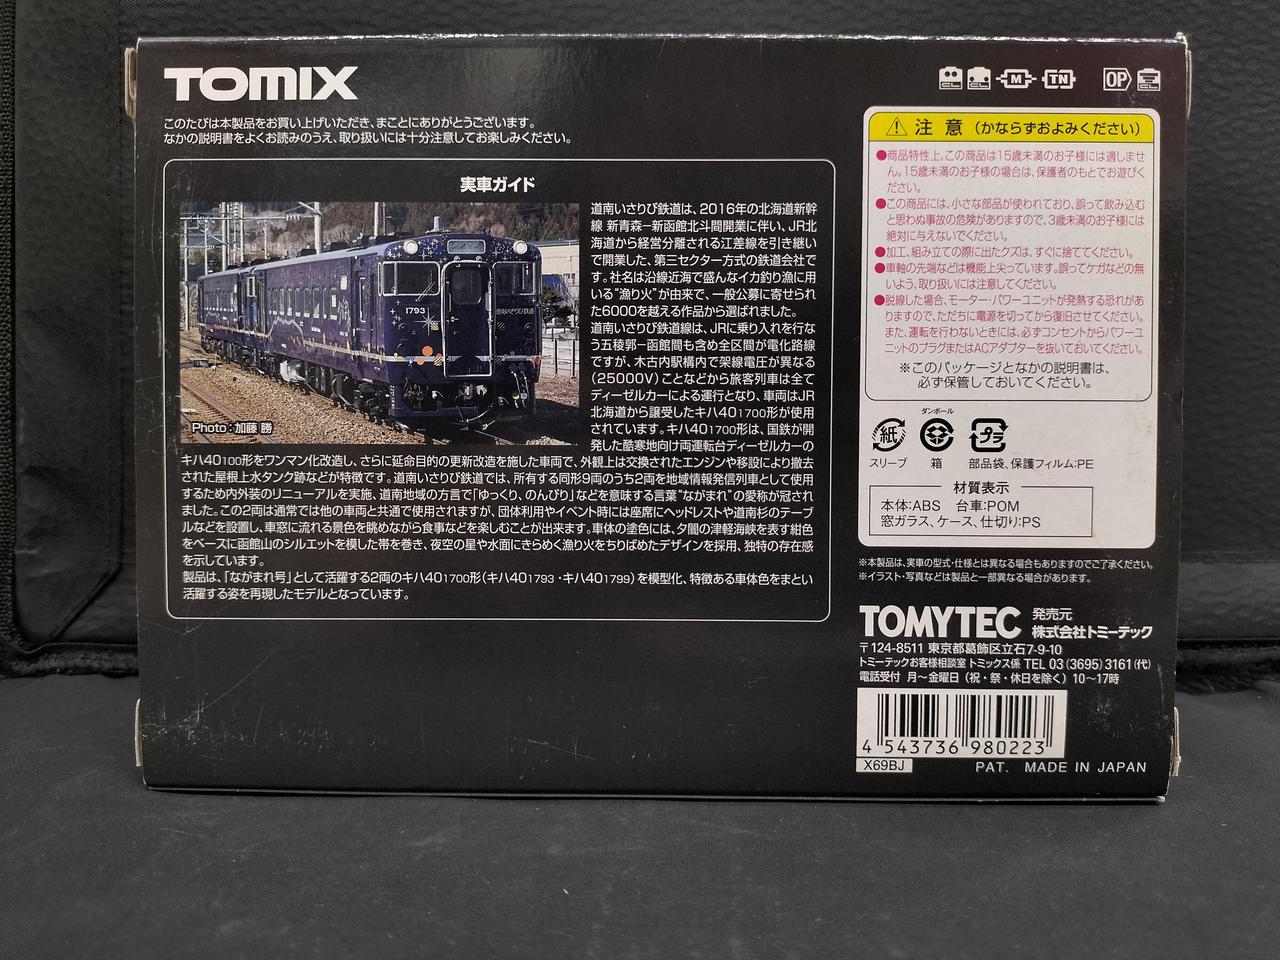 TOMIX
このたびは本製品をお買い上げいただき、まことにありがとうございます。
なかの説明書をよくお読みのうえ、取り扱いには十分注意してお楽しみください。
実車ガイド
1793
道南いさりび鉄道
Photo:加藤 勝
道南いさりび鉄道は、2016年の北海道新幹
線 新青森−新函館北斗間開業に伴い、JR北
海道から経営分離される江差線を引き継い
で開業した、第三セクター方式の鉄道会社で
す。社名は沿線近海で盛んなイカ釣り漁に用
いる"漁り火"が由来で、一般公募に寄せられ
た6000を越える作品から選ばれました。
道南いさりび鉄道線は、JRに乗り入れを行な
う五稜郭−函館間も含め全区間が電化路線
ですが、木古内駅構内で架線電圧が異なる
(25000V)ことなどから旅客列車は全て
ディーゼルカーによる運行となり、車両はJR
北海道から譲受したキハ401700形が使用
されています。キハ401700形は、国鉄が開
発した酷寒地向け両運転台ディーゼルカーの
キハ40100形をワンマン化改造し、さらに延命目的の更新改造を施した車両で、外観上は交換されたエンジンや移設により撤去
された屋根上水タンク跡などが特徴です。道南いさりび鉄道では、所有する同形9両のうち2両を地域情報発信列車として使用
するため内外装のリニューアルを実施、道南地域の方言で「ゆっくり、のんびり」などを意味する言葉"ながまれ"の愛称が冠され
ました。この2両は通常では他の車両と共通で使用されますが、団体利用やイベント時には座席にヘッドレストや道南杉のテーブ
ルなどを設置し、車窓に流れる景色を眺めながら食事などを楽しむことが出来ます。車体の塗色には、夕闇の津軽海峡を表す紺色
をベースに函館山のシルエットを模した帯を巻き、夜空の星や水面にきらめく漁り火をちりばめたデザインを採用、独特の存在感
を示しています。
製品は、「ながまれ号」として活躍する2両のキハ401700形(キハ401793・キハ401799)を模型化、特徴ある車体色をまとい
活躍する姿を再現したモデルとなっています。
M TN OP
注 意 (かならずおよみください)
●商品特性上、この商品は15歳未満のお子様には適しませ
ん。15歳未満のお子様の場合は、保護者のもとでお遊びく
ださい。
●この商品には、小さな部品が使われており、誤って飲み込む
と思わぬ事故の危険がありますので、3歳未満のお子様には
絶対に与えないでください。
●加工、組み立ての際に出たクズは、すぐに捨ててください。
●車軸の先端などは機能上尖っています。誤ってケガなどの無
いよう、取り扱いには注意してください。
●脱線した場合、モーター・パワーユニットが発熱する恐れがあ
りますので、ただちに電源を切ってから復旧させてください。
また、運転を行わないときには、必ずコンセントからパワーユ
ニットのプラグまたはACアダプターを抜いておいてください。
※このパッケージとなかの説明書は、
必ず保管しておいてください。
ダンボール
紙 プラ
スリーブ 箱 部品袋、保護フィルム:PE
材質表示
本体:ABS 台車:POM
窓ガラス、ケース、仕切り:PS
※本製品は、実車の型式・仕様とは異なる場合もありますのでご了承ください。
※イラスト・写真などは製品と一部異なる場合があります。
TOMYTEC 発売元
株式会社トミーテック
〒124-8511 東京都葛飾区立石7-9-10
トミーテックお客様相談室 トミックス係 TEL 03(3695)3161(代)
電話受付 月〜金曜日(祝・祭・休日を除く)10〜17時
4 543736 980223
X69BJ
PAT. MADE IN JAPAN